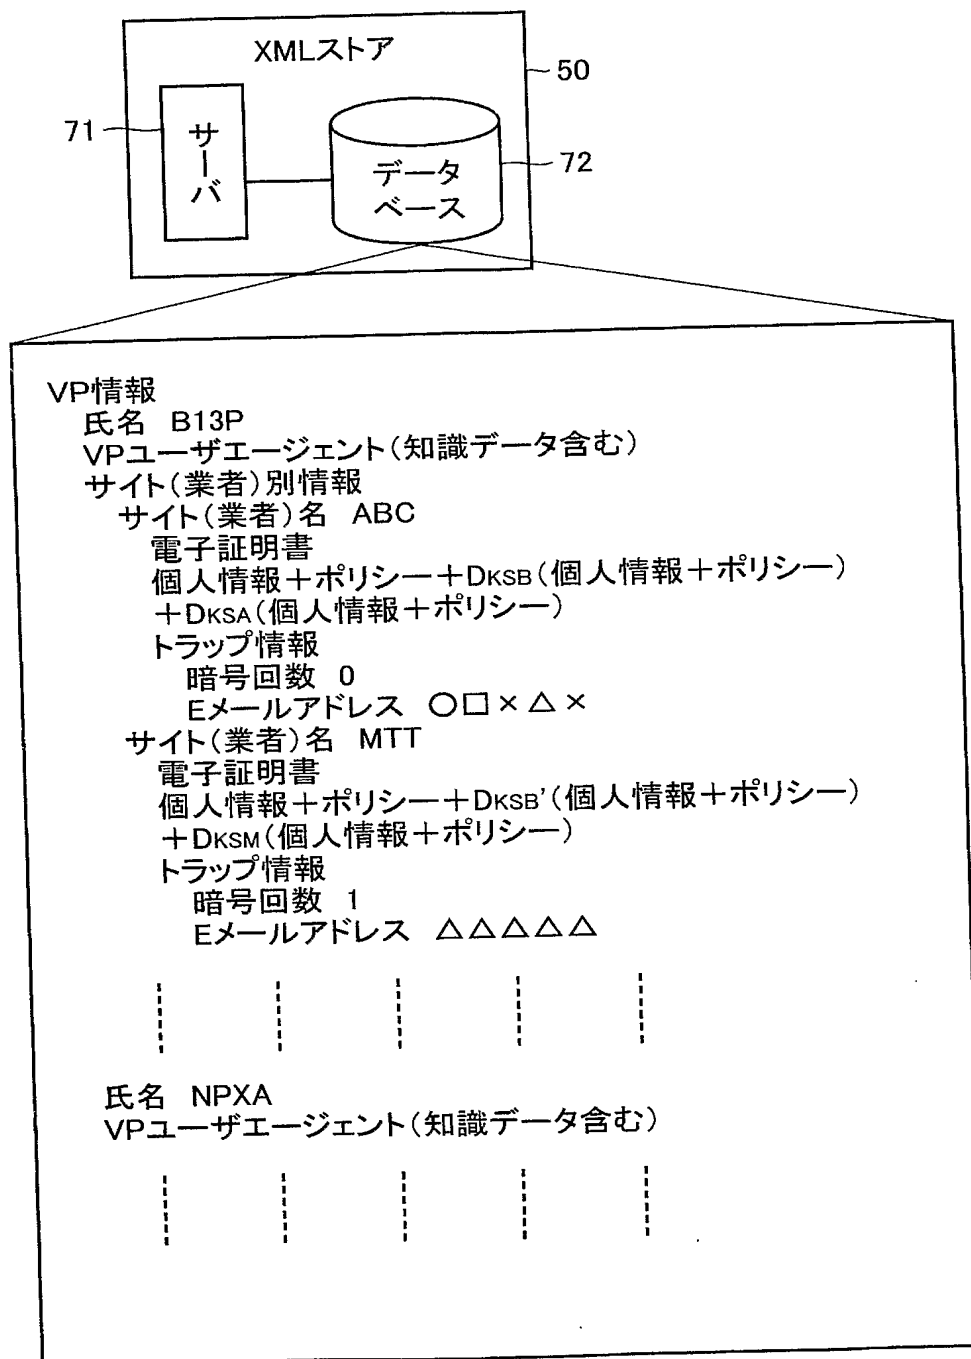 XMLストア
50
71
サーバ
データ
ベース
72
VP情報
氏名 B13P
VPユーザエージェント(知識データ含む)
サイト(業者)別情報
サイト(業者)名 ABC
電子証明書
個人情報+ポリシー+DKSB(個人情報+ポリシー)
+DKSA(個人情報+ポリシー)
トラップ情報
暗号回数 0
Eメールアドレス ○□×△×
サイト(業者)名 MTT
電子証明書
個人情報+ポリシー+DKSB'(個人情報+ポリシー)
+DKSM(個人情報+ポリシー)
トラップ情報
暗号回数 1
Eメールアドレス △△△△△
氏名 NPXA
VPユーザエージェント(知識データ含む)